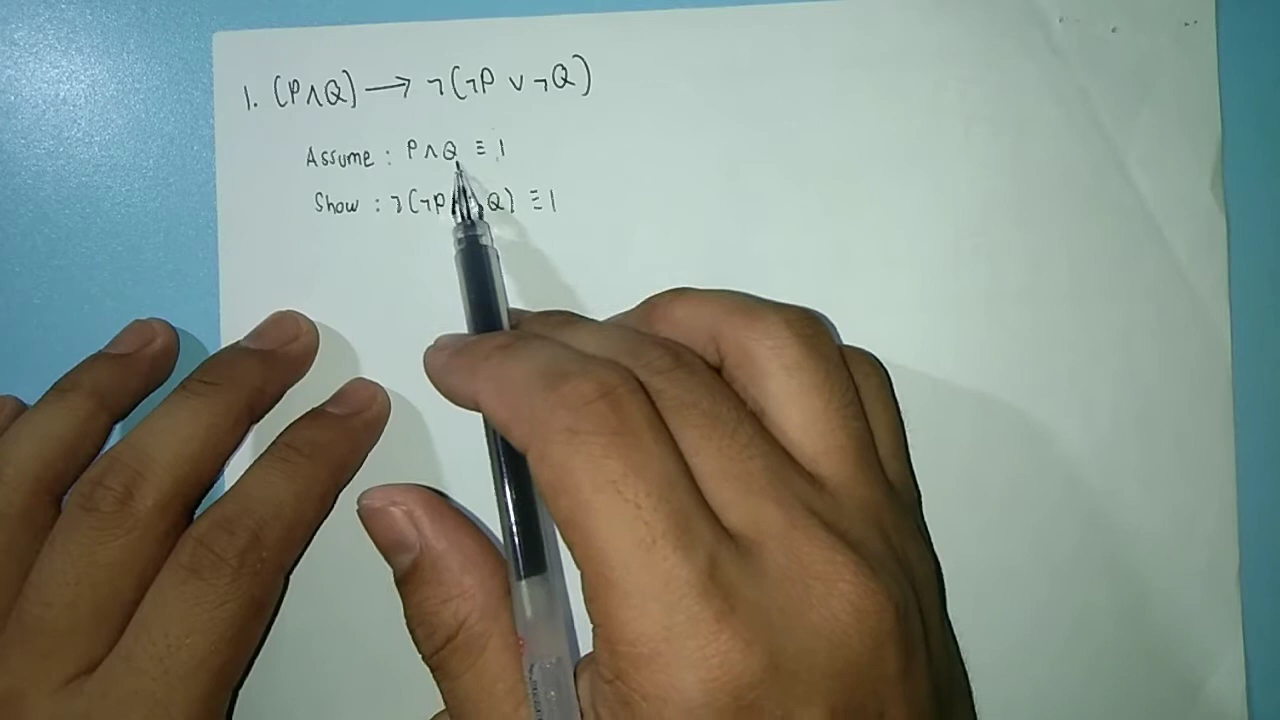 1. (P∧Q) → ¬(¬P ∨ ¬Q)
Assume : P∧Q ≡ 1
Show : ¬(¬P Q) ≡ 1